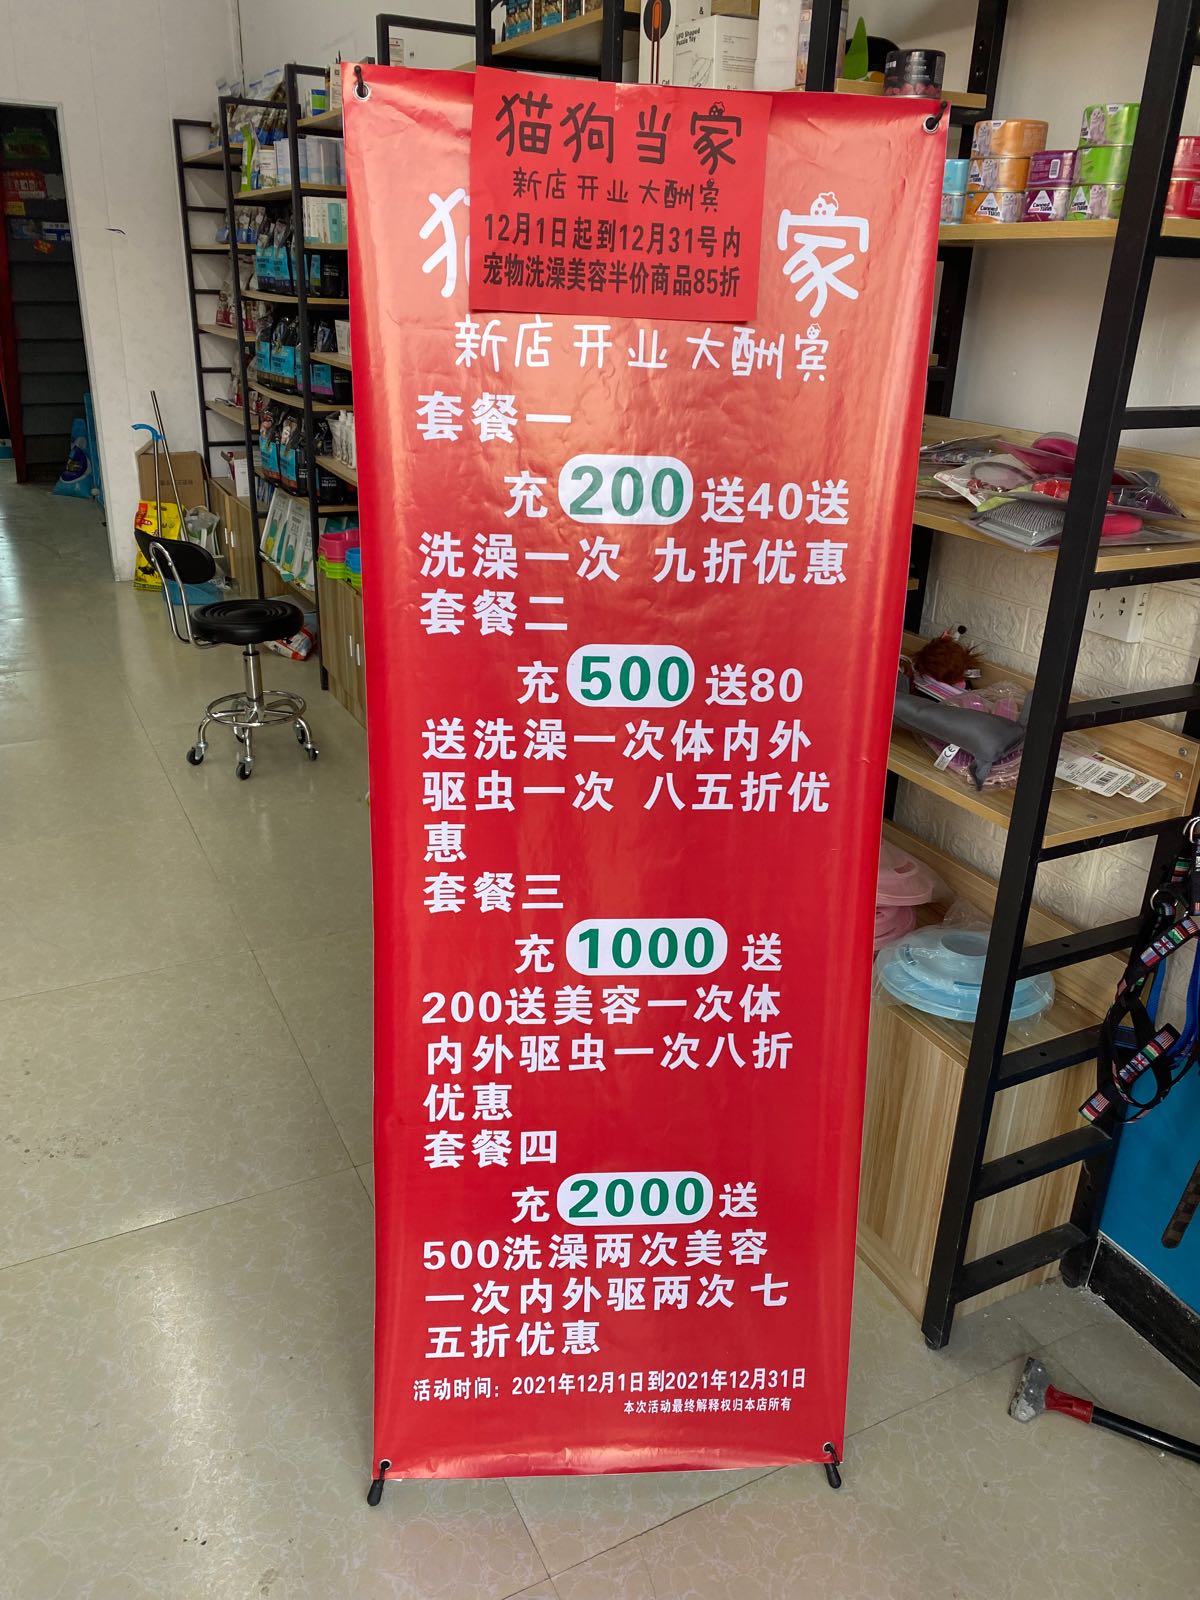 猫狗当家
新店开业大酬宾
12月1日起到12月31号内
宠物洗澡美容半价商品85折
家
新店开业大酬宾
套餐一
充200送40送
洗澡一次 九折优惠
套餐二
充500送80
送洗澡一次体内外
驱虫一次 八五折优
惠
套餐三
充1000送
200送美容一次体
内外驱虫一次八折
优惠
套餐四
充2000送
500洗澡两次美容
一次内外驱两次 七
五折优惠
活动时间：2021年12月1日到2021年12月31日
本次活动最终解释权归本店所有
UFO Shaped
Puzzle Toy